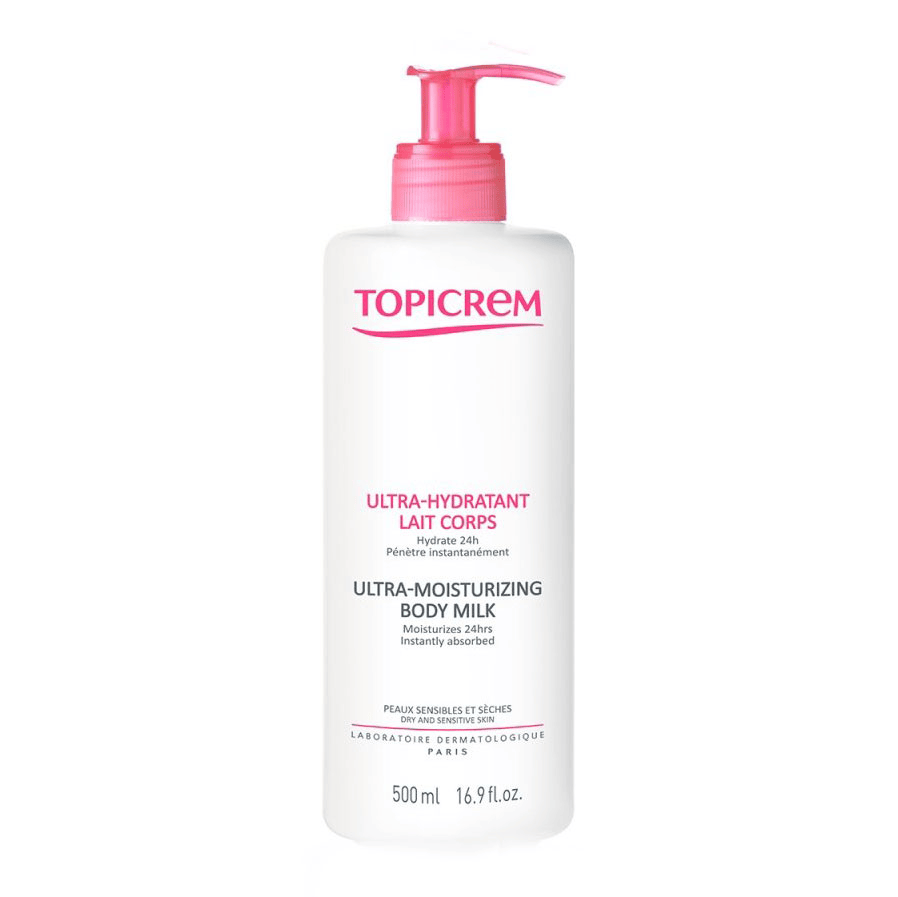 TOPICREM
ULTRA-HYDRATANT
LAIT CORPS
Hydrate 24h
Pénètre instantanément
ULTRA-MOISTURIZING
BODY MILK
Moisturizes 24hrs
Instantly absorbed
PEAUX SENSIBLES ET SÈCHES
DRY AND SENSITIVE SKIN
LABORATOIRE DERMATOLOGIQUE
PARIS
500 ml 16.9 fl.oz.